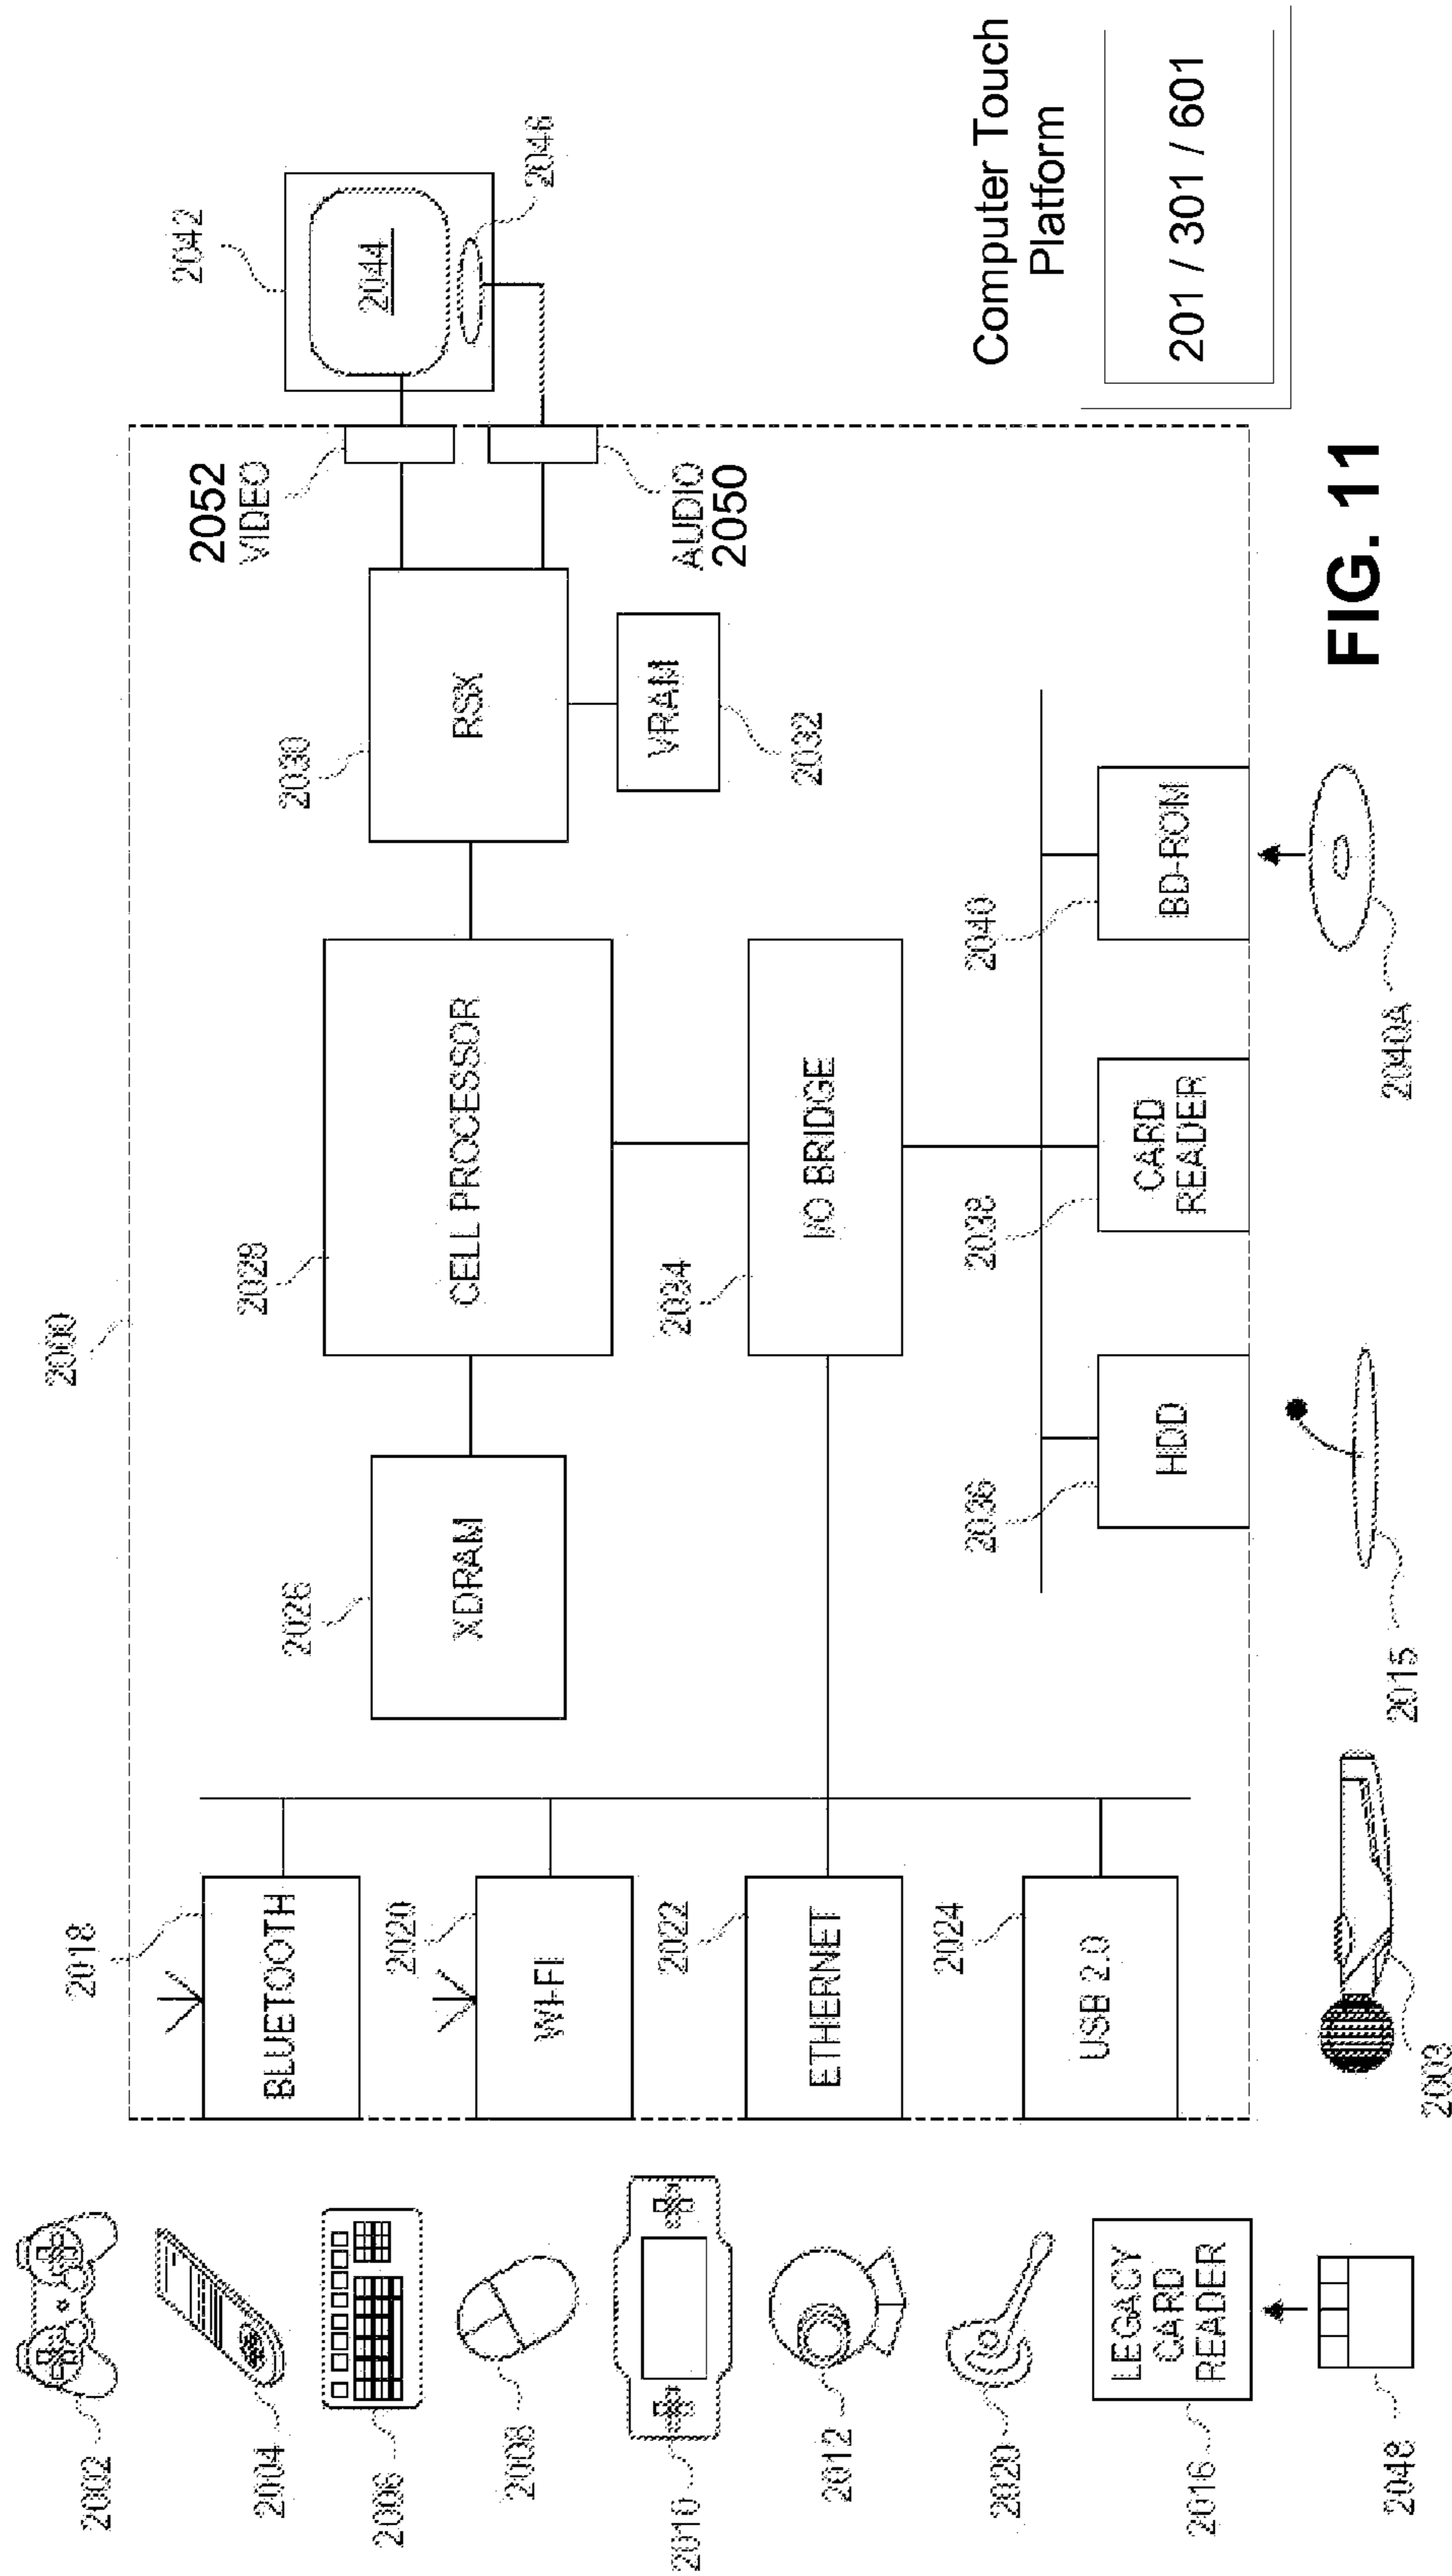 2000
2002
2004
2006
2008
2010
2012
2020
LEGACY
CARD
READER
2016
2048
2018
BLUETOOTH
2020
WI-FI
2022
ETHERNET
2024
USB 2.0
2026
XDRAM
2028
CELL PROCESSOR
2030
RSX
VRAM
2032
2034
I/O BRIDGE
2036
HDD
2038
CARD
READER
2040
BD-ROM
2040A
2015
2003
2052
VIDEO
AUDIO
2050
2042
2044
2046
Computer Touch
Platform
201 / 301 / 601
FIG. 11